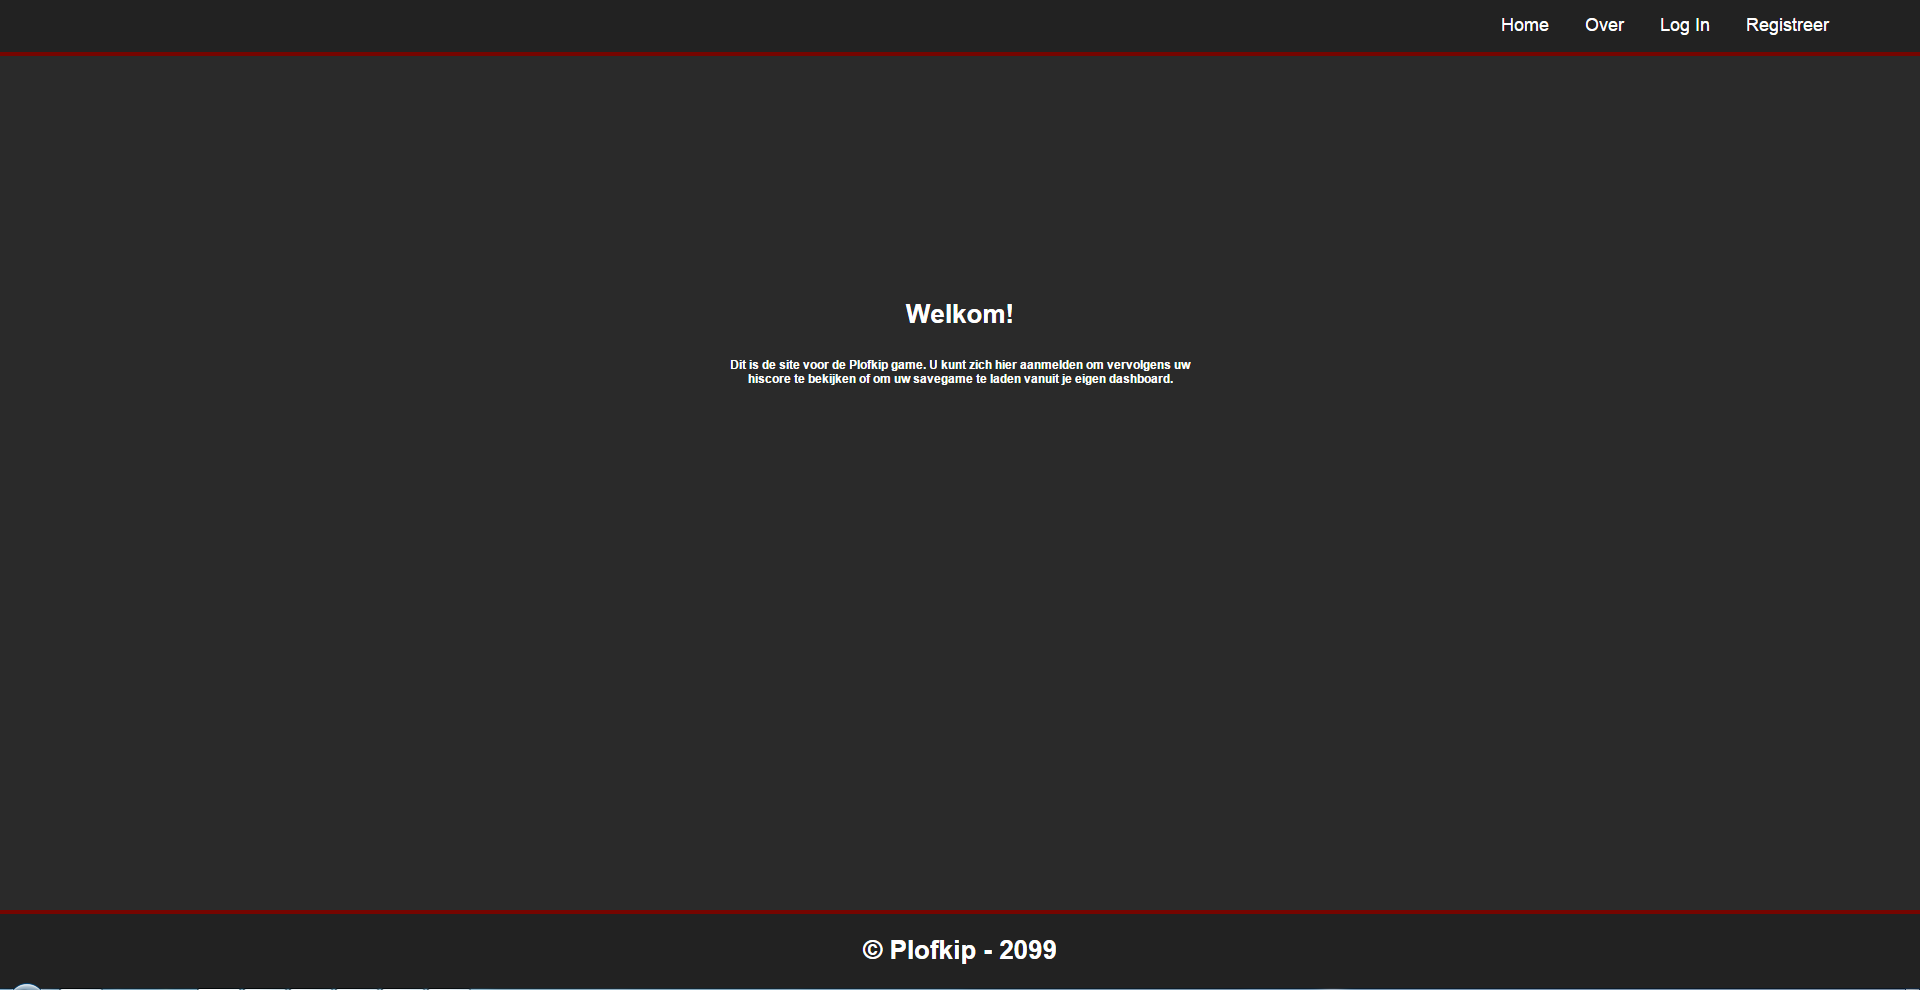 Home Over Log In Registreer
Welkom!
Dit is de site voor de Plofkip game. U kunt zich hier aanmelden om vervolgens uw
hiscore te bekijken of om uw savegame te laden vanuit je eigen dashboard.
© Plofkip - 2099